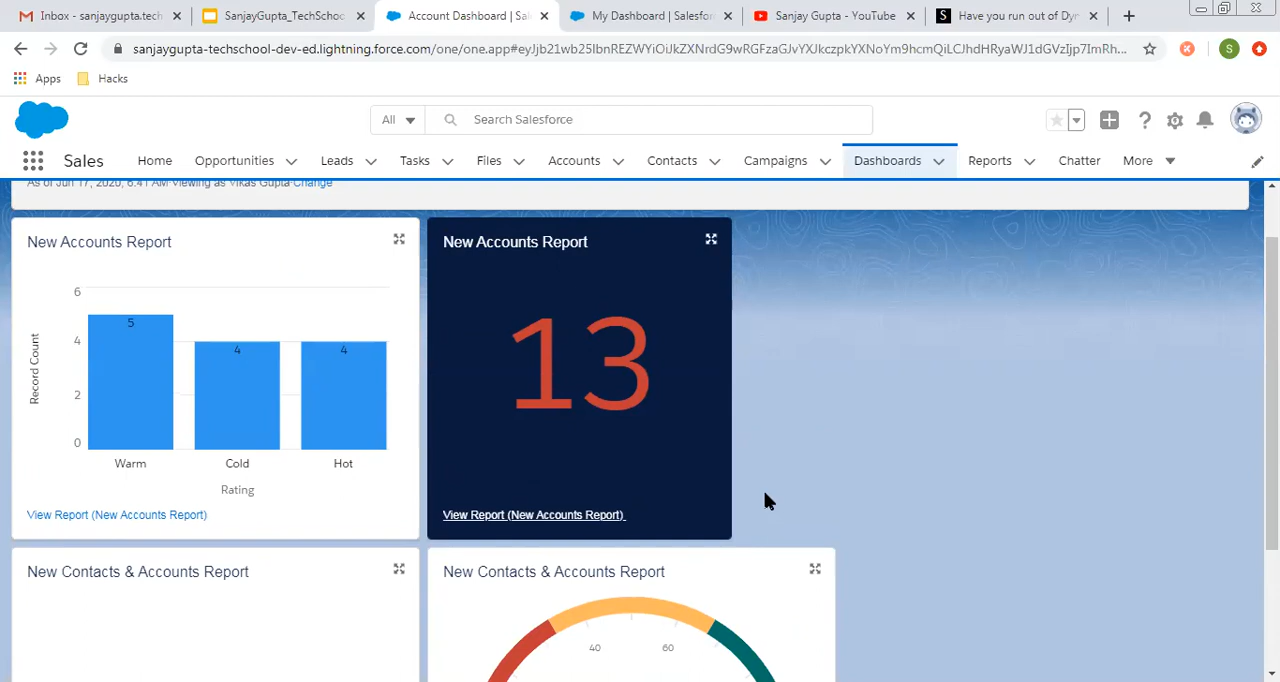 Inbox - sanjaygupta.tech
SanjayGupta_TechSchoo
Account Dashboard | Sal
My Dashboard | Salesfor
Sanjay Gupta - YouTube
Have you run out of Dyn
sanjaygupta-techschool-dev-ed.lightning.force.com/one/one.app#eyJjb21wb25lbnREZWYiOiJkZXNrdG9wRGFzaGJvYXJkczpkYXNoYm9hcmQiLCJhdHRyaWJ1dGVzIjp7ImRh...
S
Apps
Hacks
All
Search Salesforce
Sales
Home
Opportunities
Leads
Tasks
Files
Accounts
Contacts
Campaigns
Dashboards
Reports
Chatter
More
As of Jun 17, 2020, 6:41 AM·Viewing as Vikas Gupta·Change
New Accounts Report
6
4
2
0
Record Count
5
4
4
Warm
Cold
Hot
Rating
View Report (New Accounts Report)
New Accounts Report
13
View Report (New Accounts Report)
New Contacts & Accounts Report
New Contacts & Accounts Report
40
60